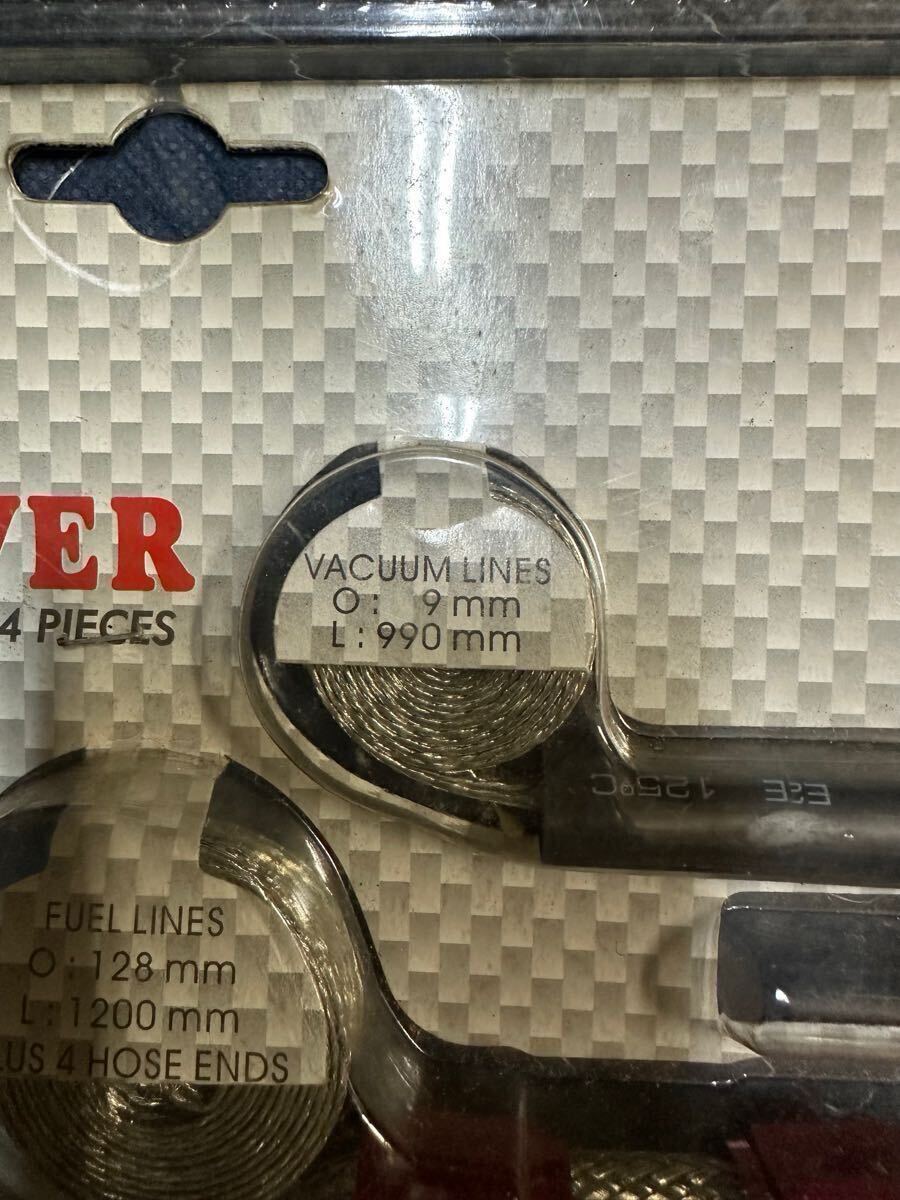 VER
4 PIECES
VACUUM LINES
O : 9 mm
L : 990 mm
125°C E&E
FUEL LINES
O : 128 mm
L : 1200 mm
LUS 4 HOSE ENDS